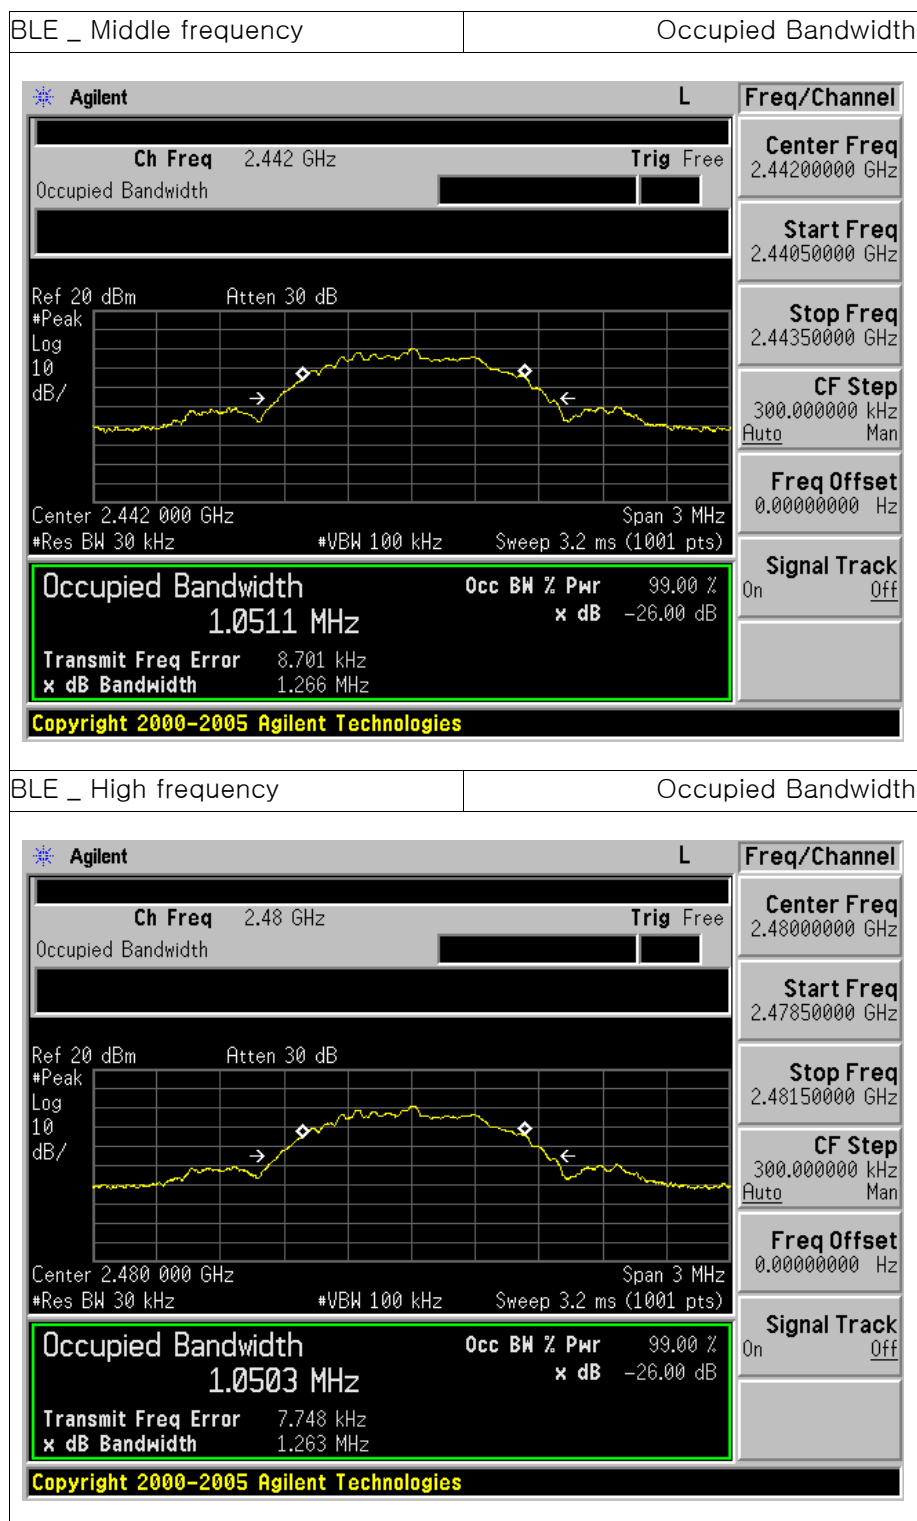 BLE _ Middle frequency Occupied Bandwidth
Agilent L Freq/Channel
Ch Freq 2.442 GHz Trig Free
Occupied Bandwidth
Center Freq
2.44200000 GHz
Start Freq
2.44050000 GHz
Stop Freq
2.44350000 GHz
CF Step
300.000000 kHz
Auto Man
Freq Offset
0.00000000 Hz
Signal Track
On Off
Ref 20 dBm Atten 30 dB
#Peak
Log
10
dB/
Center 2.442 000 GHz Span 3 MHz
#Res BW 30 kHz #VBW 100 kHz Sweep 3.2 ms (1001 pts)
Occupied Bandwidth Occ BW % Pwr 99.00 %
1.0511 MHz x dB -26.00 dB
Transmit Freq Error 8.701 kHz
x dB Bandwidth 1.266 MHz
Copyright 2000-2005 Agilent Technologies
BLE _ High frequency Occupied Bandwidth
Agilent L Freq/Channel
Ch Freq 2.48 GHz Trig Free
Occupied Bandwidth
Center Freq
2.48000000 GHz
Start Freq
2.47850000 GHz
Stop Freq
2.48150000 GHz
CF Step
300.000000 kHz
Auto Man
Freq Offset
0.00000000 Hz
Signal Track
On Off
Ref 20 dBm Atten 30 dB
#Peak
Log
10
dB/
Center 2.480 000 GHz Span 3 MHz
#Res BW 30 kHz #VBW 100 kHz Sweep 3.2 ms (1001 pts)
Occupied Bandwidth Occ BW % Pwr 99.00 %
1.0503 MHz x dB -26.00 dB
Transmit Freq Error 7.748 kHz
x dB Bandwidth 1.263 MHz
Copyright 2000-2005 Agilent Technologies